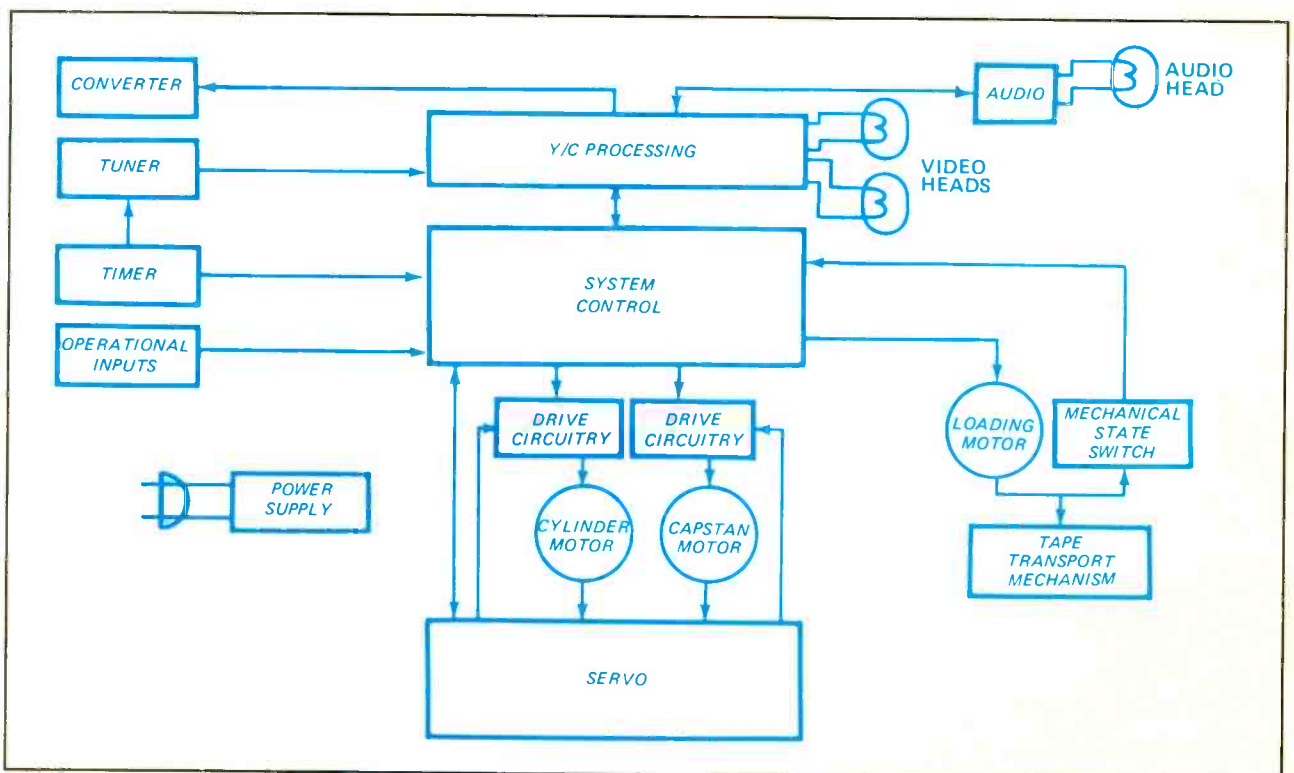 CONVERTER
AUDIO
AUDIO
HEAD
Y/C PROCESSING
TUNER
VIDEO
HEADS
TIMER
SYSTEM
CONTROL
OPERATIONAL
INPUTS
DRIVE
CIRCUITRY
DRIVE
CIRCUITRY
LOADING
MOTOR
MECHANICAL
STATE
SWITCH
POWER
SUPPLY
CYLINDER
MOTOR
CAPSTAN
MOTOR
TAPE
TRANSPORT
MECHANISM
SERVO